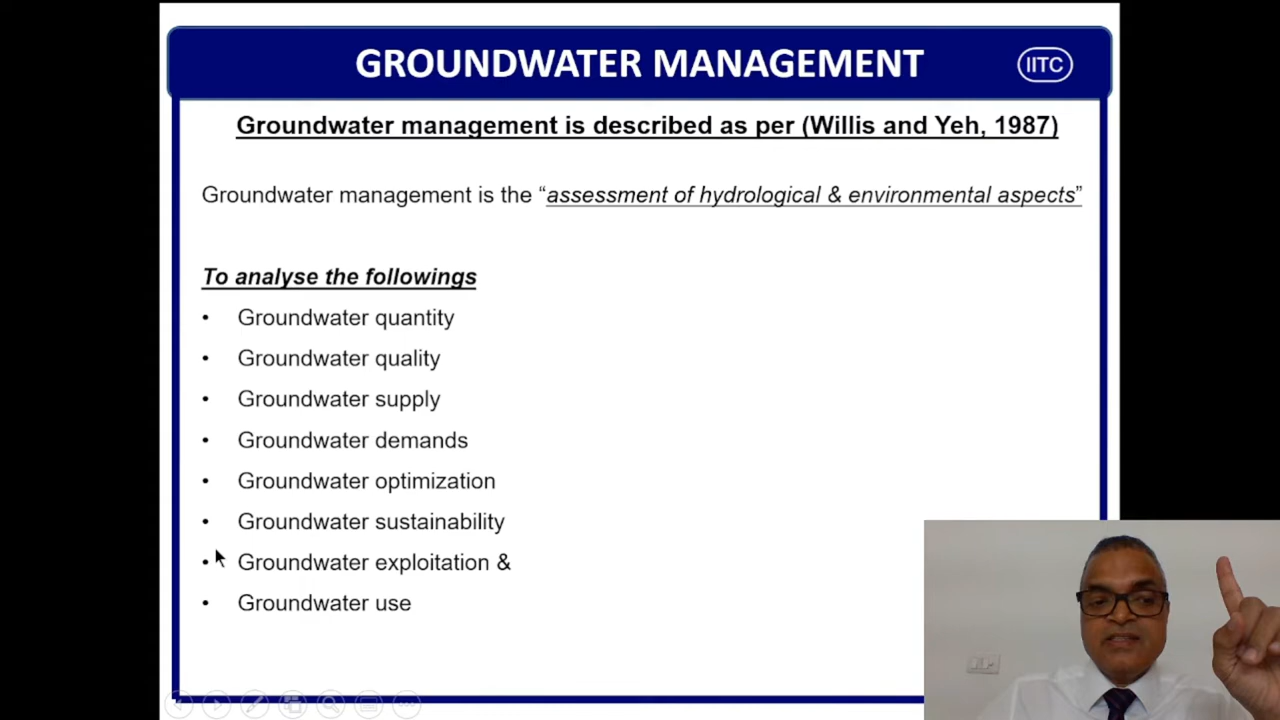 GROUNDWATER MANAGEMENT
IITC
Groundwater management is described as per (Willis and Yeh, 1987)
Groundwater management is the “assessment of hydrological & environmental aspects”
To analyse the followings
• Groundwater quantity
• Groundwater quality
• Groundwater supply
• Groundwater demands
• Groundwater optimization
• Groundwater sustainability
• Groundwater exploitation &
• Groundwater use